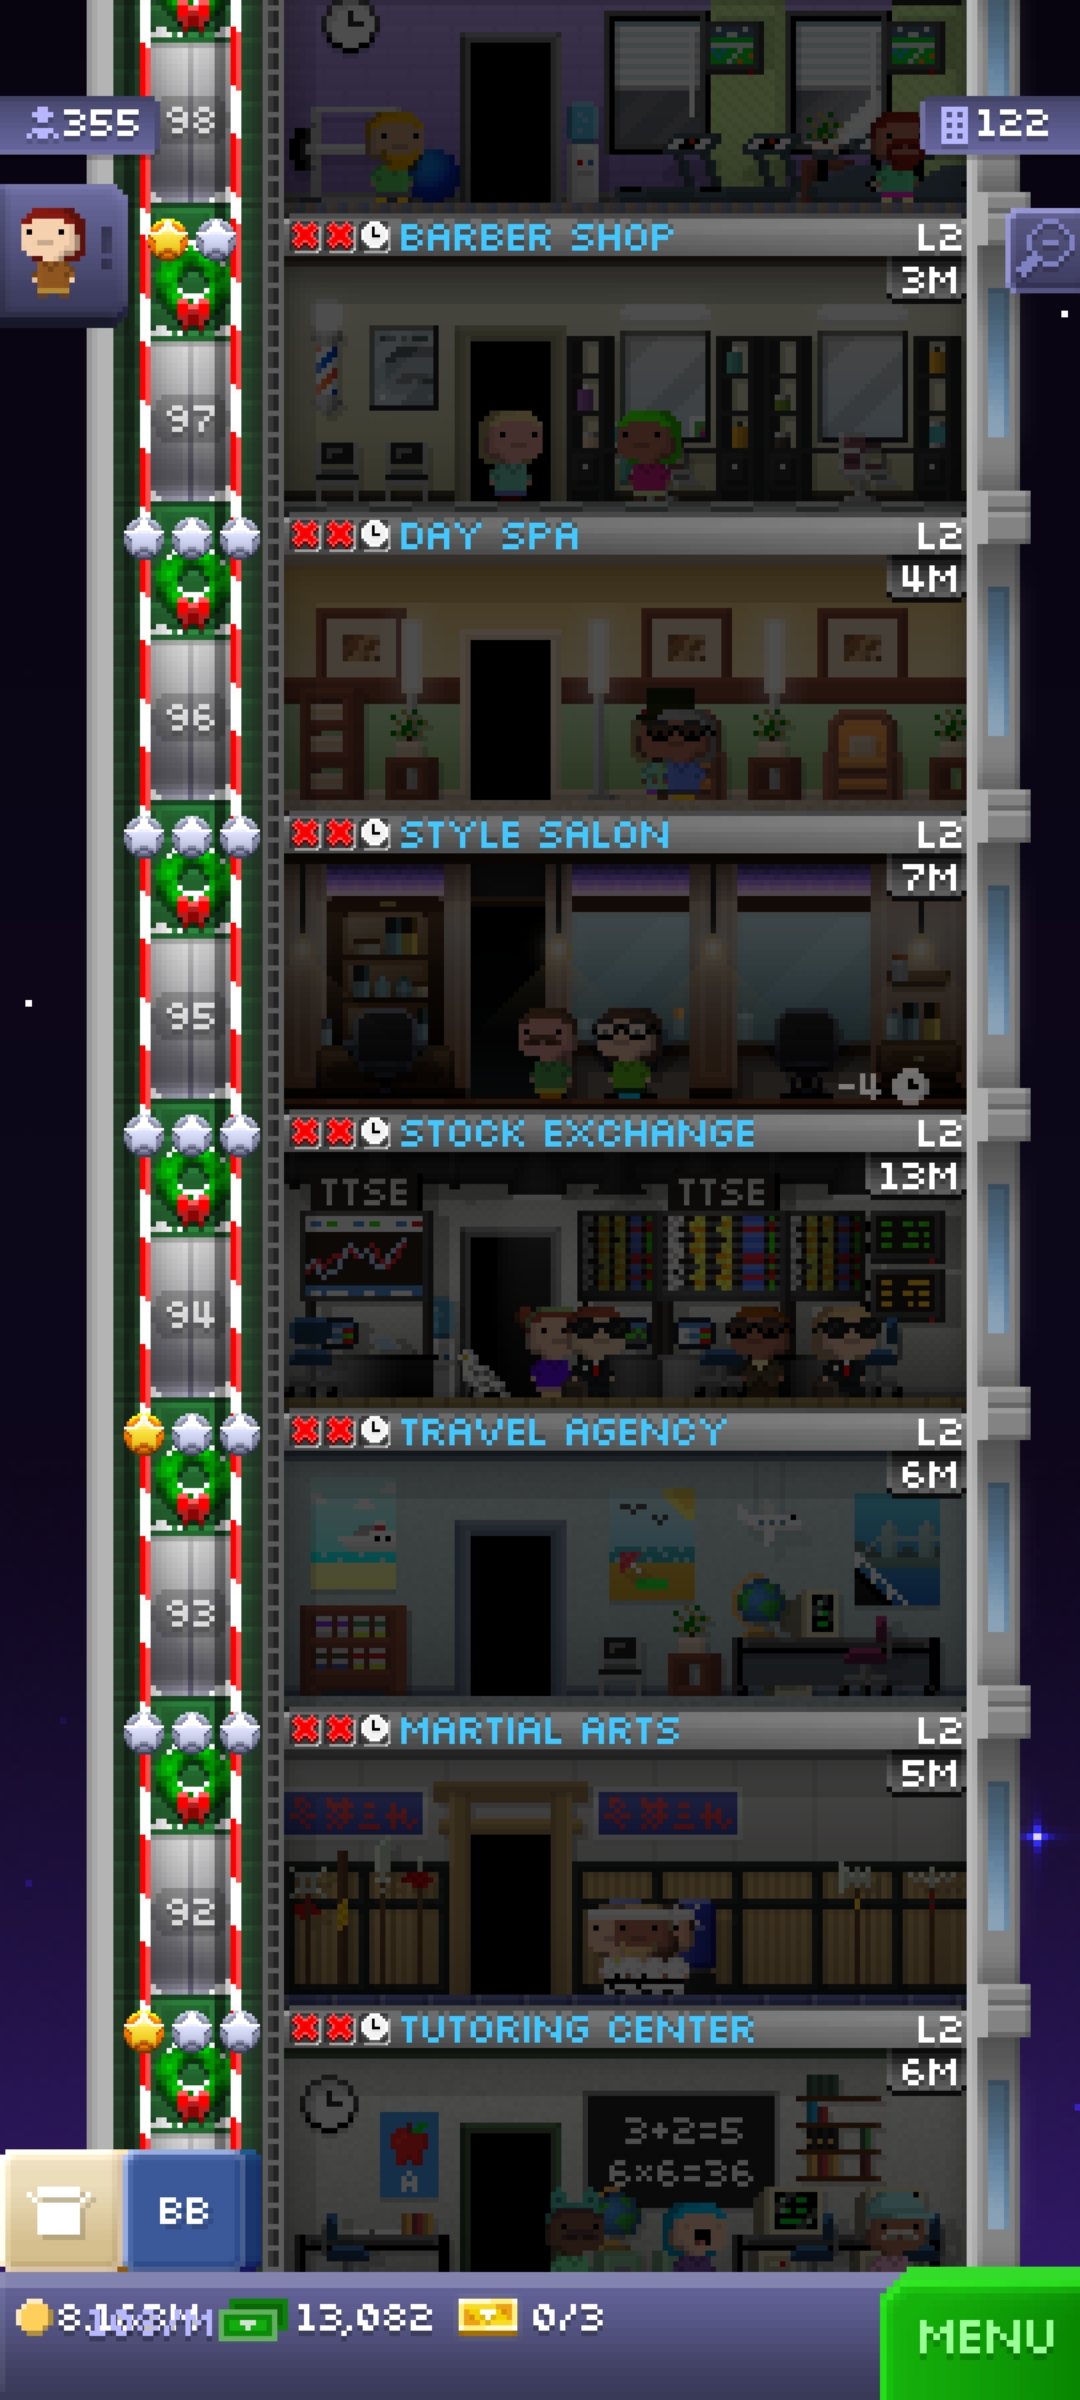 98
355
122
!
BARBER SHOP L2
3M
97
DAY SPA L2
4M
96
STYLE SALON L2
7M
95
-4
STOCK EXCHANGE L2
13M
TTSE TTSE
94
TRAVEL AGENCY L2
6M
93
MARTIAL ARTS L2
5M
92
TUTORING CENTER L2
6M
3+2=5
A
6x6=36
BB
13,082 0/3
MENU